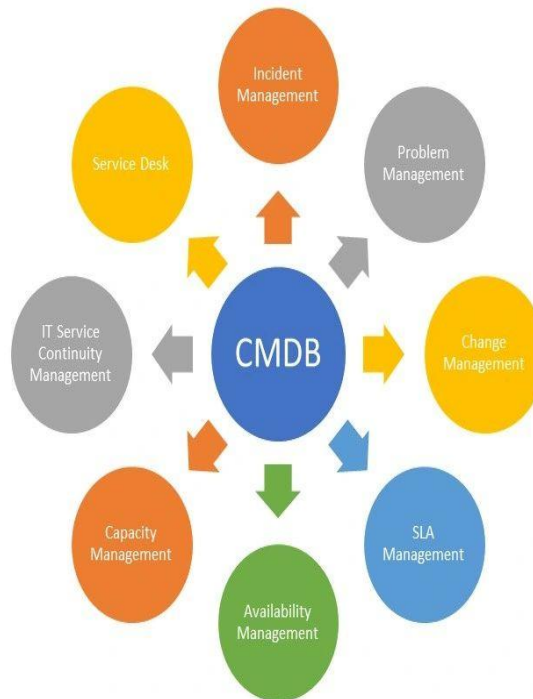 Incident
Management
Problem
Management
Change
Management
SLA
Management
Availability
Management
Capacity
Management
IT Service
Continuity
Management
Service Desk
CMDB